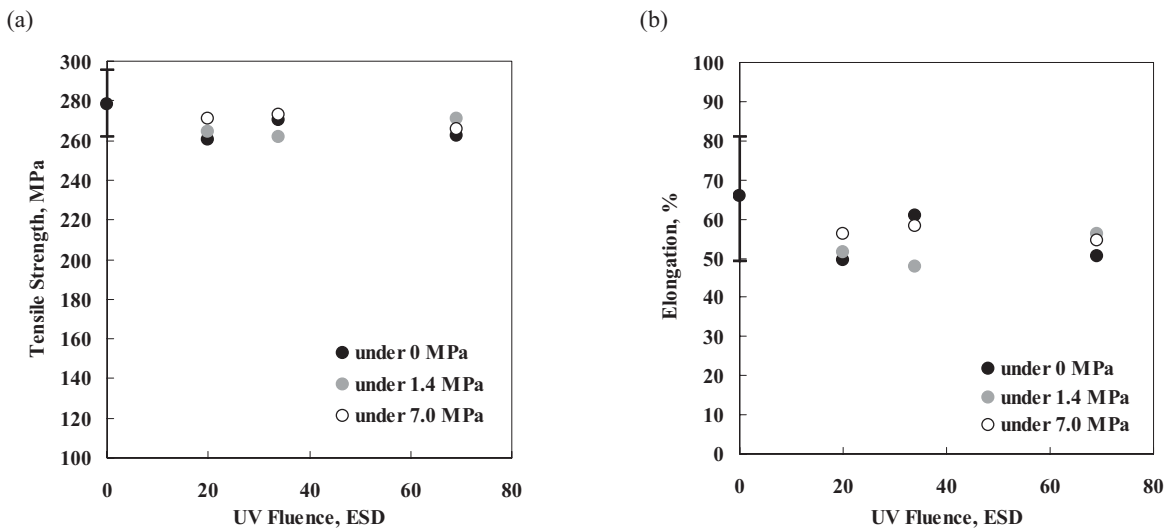 (a)
300
280
260
240
220
200
180
160
140
120
100
Tensile Strength, MPa
under 0 MPa
under 1.4 MPa
under 7.0 MPa
0 20 40 60 80
UV Fluence, ESD
(b)
100
90
80
70
60
50
40
30
20
10
0
Elongation, %
under 0 MPa
under 1.4 MPa
under 7.0 MPa
0 20 40 60 80
UV Fluence, ESD